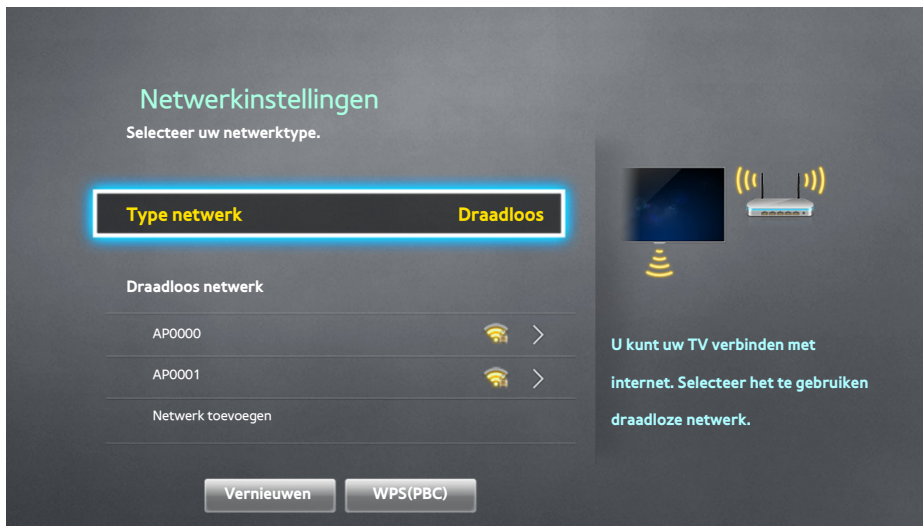 Netwerkinstellingen
Selecteer uw netwerktype.
Type netwerk Draadloos
Draadloos netwerk
AP0000
AP0001
Netwerk toevoegen
Vernieuwen WPS(PBC)
U kunt uw TV verbinden met
internet. Selecteer het te gebruiken
draadloze netwerk.